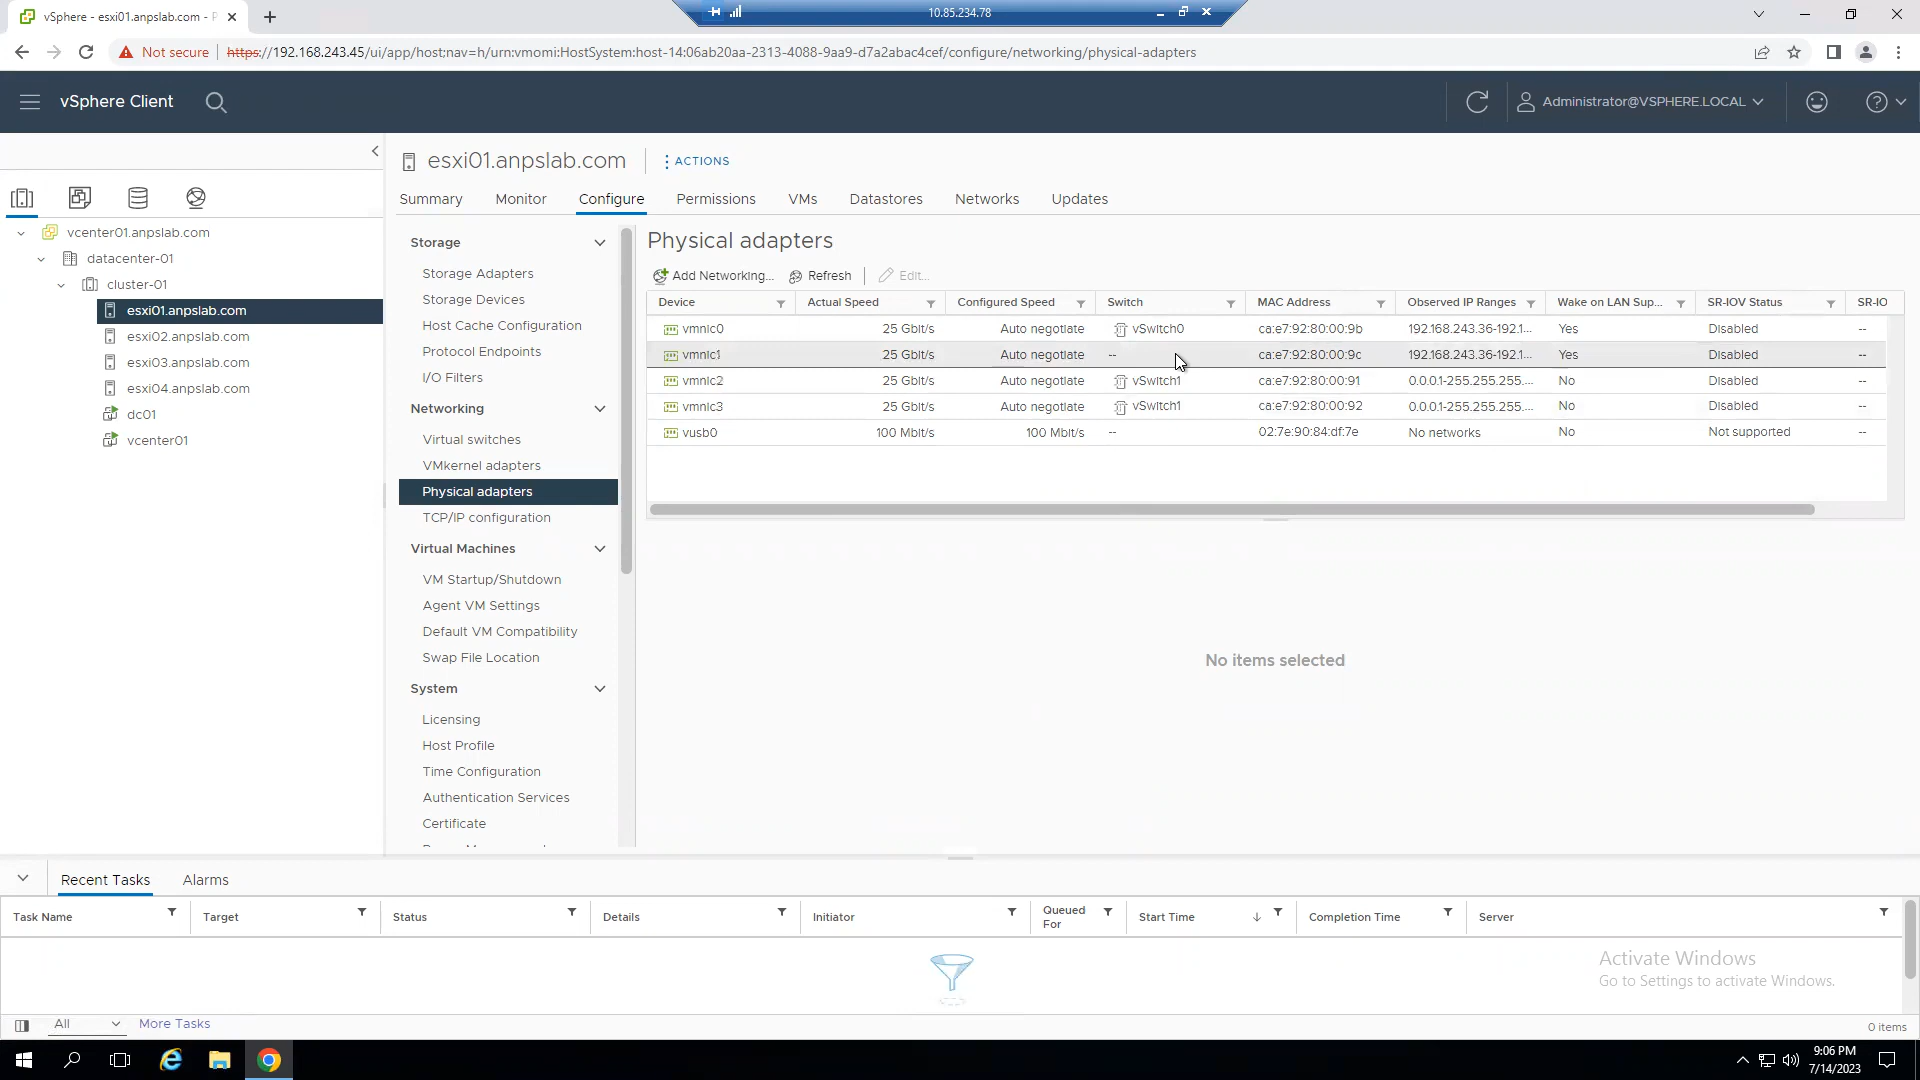 vSphere - esxi01.anpslab.com - P
10.85.234.78
Not secure
https://192.168.243.45/ui/app/host;nav=h/urn:vmomi:HostSystem:host-14:06ab20aa-2313-4088-9aa9-d7a2abac4cef/configure/networking/physical-adapters
vSphere Client
Administrator@VSPHERE.LOCAL
esxi01.anpslab.com
ACTIONS
Summary Monitor Configure Permissions VMs Datastores Networks Updates
vcenter01.anpslab.com
datacenter-01
cluster-01
esxi01.anpslab.com
esxi02.anpslab.com
esxi03.anpslab.com
esxi04.anpslab.com
dc01
vcenter01
Storage
Storage Adapters
Storage Devices
Host Cache Configuration
Protocol Endpoints
I/O Filters
Networking
Virtual switches
VMkernel adapters
Physical adapters
TCP/IP configuration
Virtual Machines
VM Startup/Shutdown
Agent VM Settings
Default VM Compatibility
Swap File Location
System
Licensing
Host Profile
Time Configuration
Authentication Services
Certificate
Physical adapters
Add Networking... Refresh Edit...
Device Actual Speed Configured Speed Switch MAC Address Observed IP Ranges Wake on LAN Sup... SR-IOV Status SR-IO
vmnic0 25 Gbit/s Auto negotiate vSwitch0 ca:e7:92:80:00:9b 192.168.243.36-192.1... Yes Disabled --
vmnic1 25 Gbit/s Auto negotiate -- ca:e7:92:80:00:9c 192.168.243.36-192.1... Yes Disabled --
vmnic2 25 Gbit/s Auto negotiate vSwitch1 ca:e7:92:80:00:91 0.0.0.1-255.255.255.... No Disabled --
vmnic3 25 Gbit/s Auto negotiate vSwitch1 ca:e7:92:80:00:92 0.0.0.1-255.255.255.... No Disabled --
vusb0 100 Mbit/s 100 Mbit/s -- 02:7e:90:84:df:7e No networks No Not supported --
No items selected
Recent Tasks Alarms
Task Name Target Status Details Initiator Queued For Start Time Completion Time Server
Activate Windows
Go to Settings to activate Windows.
All More Tasks
0 items
9:06 PM
7/14/2023